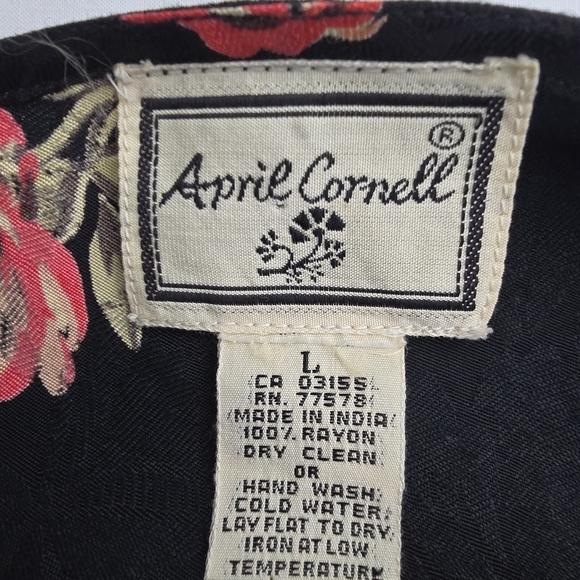 April Cornell ®
L
CA 03155
RN. 77578
MADE IN INDIA
100% RAYON
DRY CLEAN
OR
HAND WASH
COLD WATER
LAY FLAT TO DRY
IRON AT LOW
TEMPERATURE